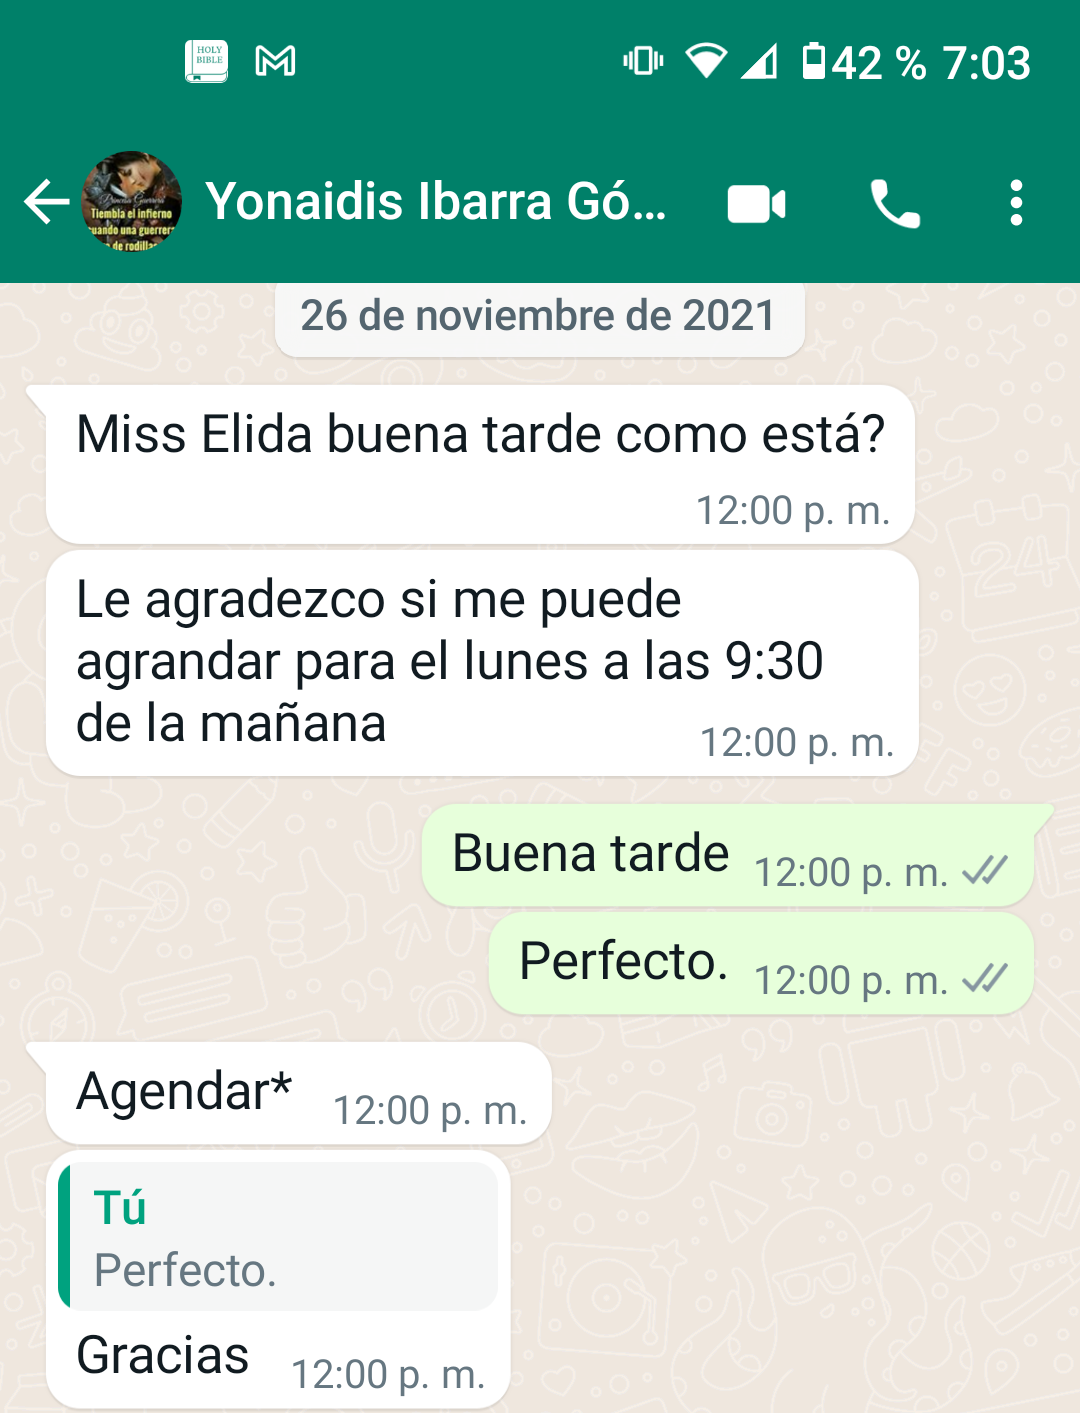 HOLY
BIBLE
42 % 7:03
Yonaidis Ibarra Gó...
Princesa Guerrera
Tiembla el infierno
cuando una guerrer
de rodilla
26 de noviembre de 2021
Miss Elida buena tarde como está?
12:00 p. m.
Le agradezco si me puede
agrandar para el lunes a las 9:30
de la mañana
12:00 p. m.
Buena tarde 12:00 p. m.
Perfecto. 12:00 p. m.
Agendar* 12:00 p. m.
Tú
Perfecto.
Gracias 12:00 p. m.